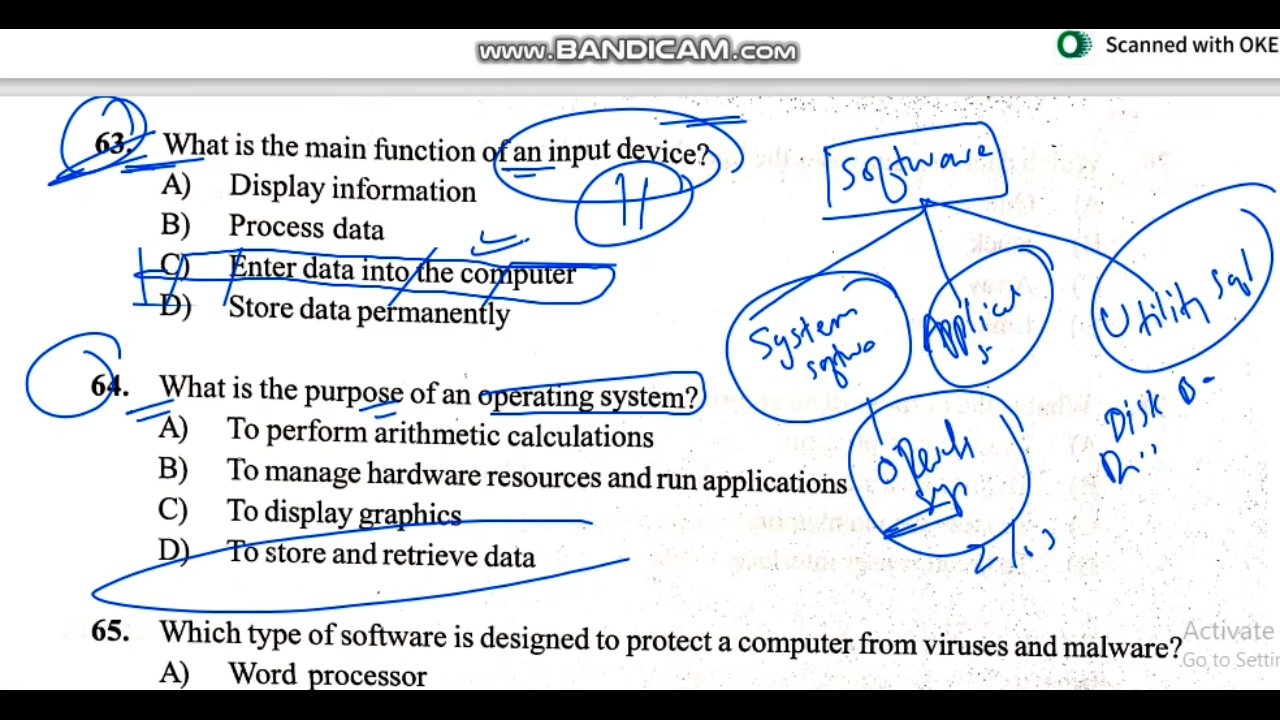 www.BANDICAM.com
Scanned with OKE
63. What is the main function of an input device?
A) Display information
B) Process data
C) Enter data into the computer
D) Store data permanently
64. What is the purpose of an operating system?
A) To perform arithmetic calculations
B) To manage hardware resources and run applications
C) To display graphics
D) To store and retrieve data
65. Which type of software is designed to protect a computer from viruses and malware?
A) Word processor
Software
System
Utility
Disk
Activate
Go to Settin